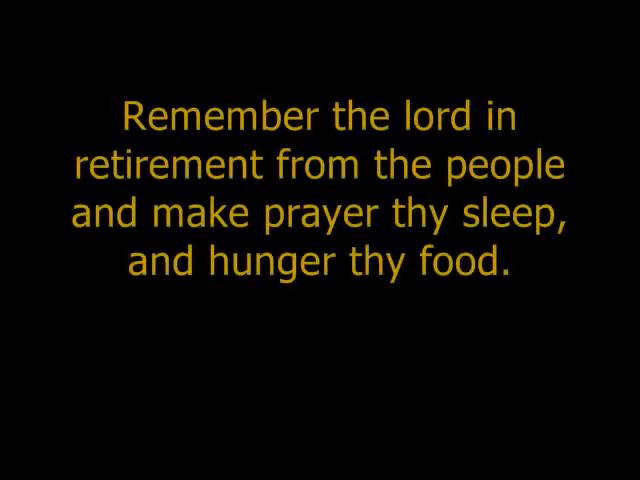 Remember the lord in
retirement from the people
and make prayer thy sleep,
and hunger thy food.